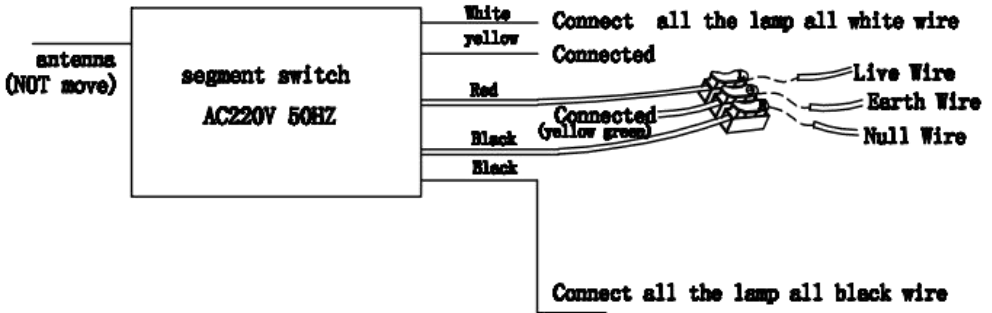 White
Connect all the lamp all white wire
yellow
Connected
antenna
(NOT move)
segment switch
AC220V 50HZ
Red
Live Wire
Earth Wire
Connected
(yellow green)
Null Wire
Black
Black
Connect all the lamp all black wire